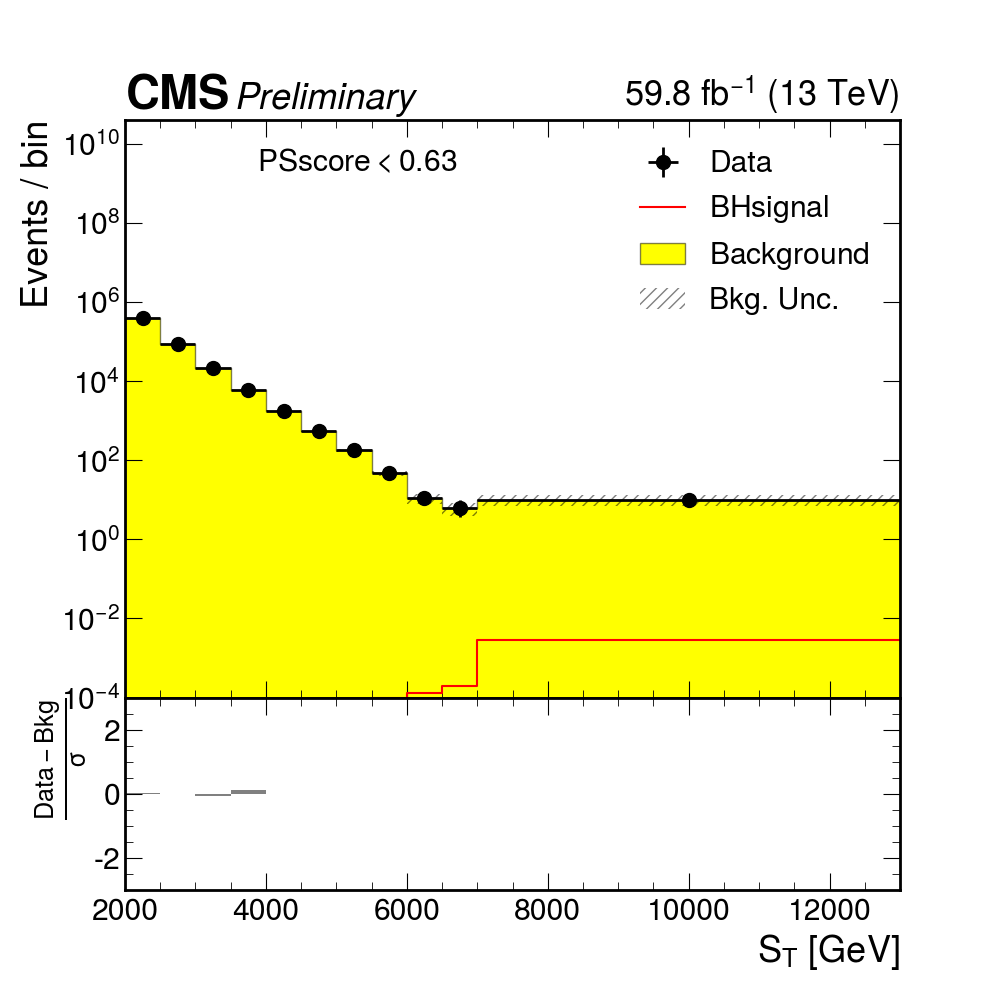 CMS Preliminary 59.8 fb⁻¹ (13 TeV)
Events / bin
PSscore < 0.63
Data
BHsignal
Background
Bkg. Unc.
10¹⁰
10⁸
10⁶
10⁴
10²
10⁰
10⁻²
10⁻⁴
Data – Bkg
σ
2
0
-2
2000 4000 6000 8000 10000 12000
S_T [GeV]